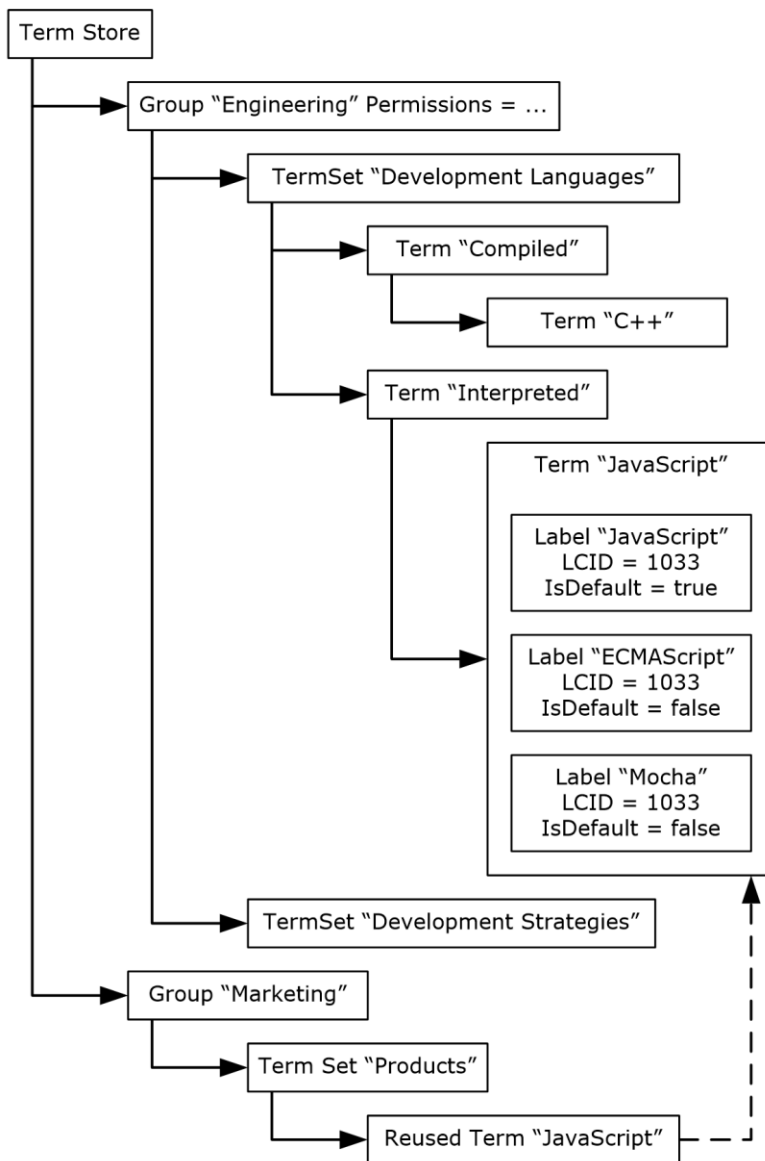 Term Store
Group “Engineering” Permissions = ...
TermSet “Development Languages”
Term “Compiled”
Term “C++”
Term “Interpreted”
Term “JavaScript”
Label “JavaScript”
LCID = 1033
IsDefault = true
Label “ECMAScript”
LCID = 1033
IsDefault = false
Label “Mocha”
LCID = 1033
IsDefault = false
TermSet “Development Strategies”
Group “Marketing”
Term Set “Products”
Reused Term “JavaScript”